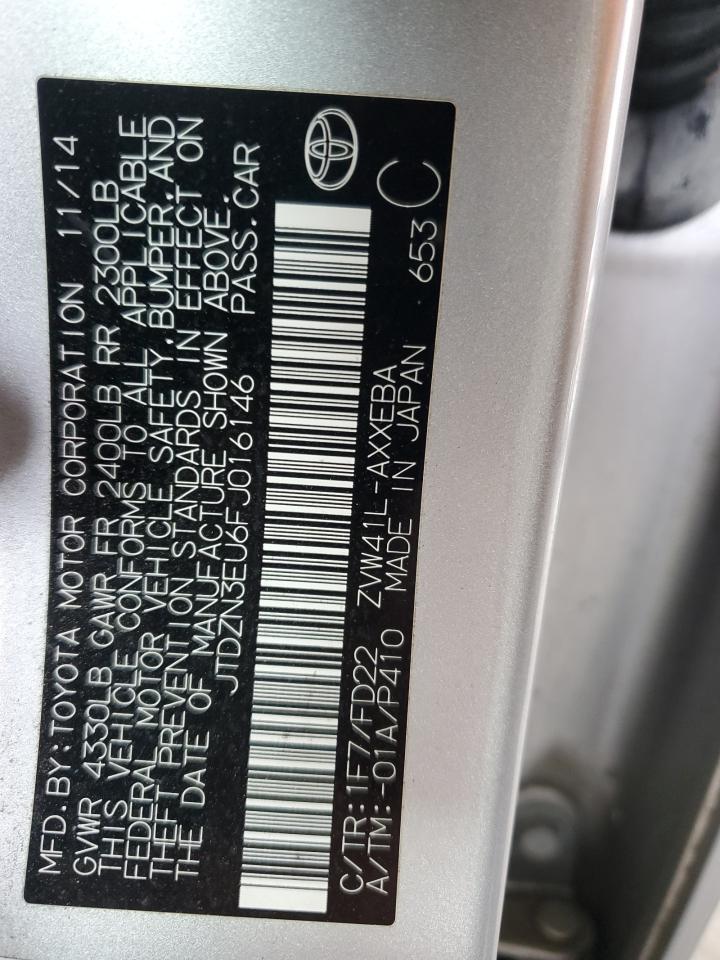 MFD.BY:TOYOTA MOTOR CORPORATION 11/14
GVWR 4330LB GAWR FR 2400LB RR 2300LB
THIS VEHICLE CONFORMS TO ALL APPLICABLE
FEDERAL MOTOR VEHICLE SAFETY,BUMPER,AND
THEFT PREVENTION STANDARDS IN EFFECT ON
THE DATE OF MANUFACTURE SHOWN ABOVE.
JTDZN3EU6FJ016146 PASS.CAR
C/TR:1F7/FD22 ZVW41L-AXXEBA 653 C
A/TM:-01A/P410 MADE IN JAPAN